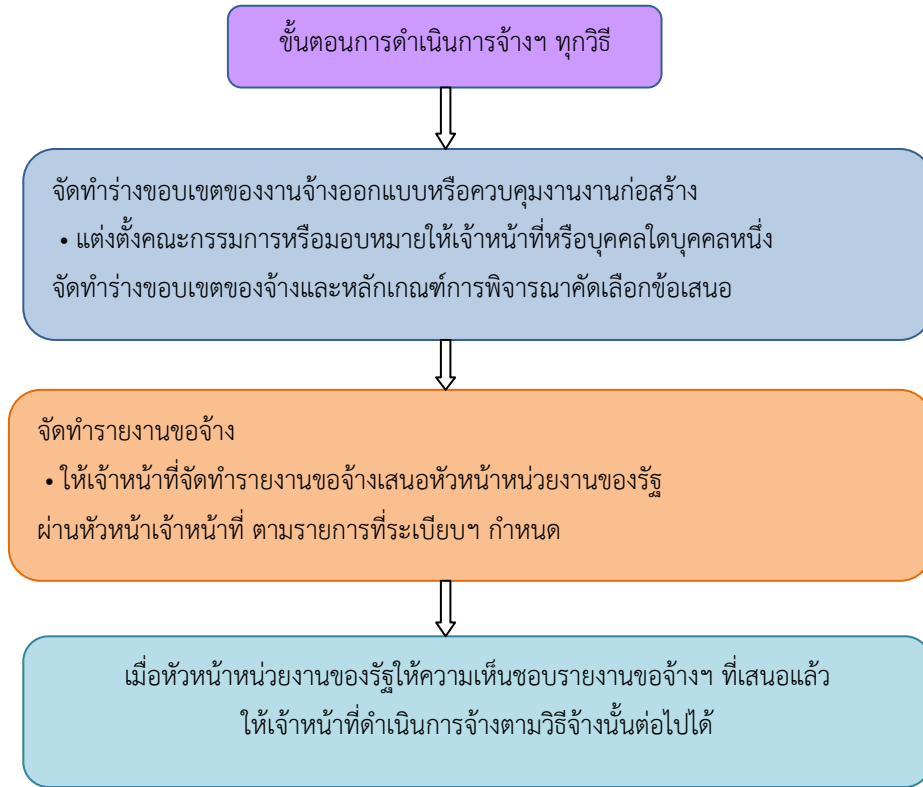 ขั้นตอนการดำเนินการจ้างฯ ทุกวิธี
จัดทำร่างขอบเขตของงานจ้างออกแบบหรือควบคุมงานงานก่อสร้าง
• แต่งตั้งคณะกรรมการหรือมอบหมายให้เจ้าหน้าที่หรือบุคคลใดบุคคลหนึ่ง
จัดทำร่างขอบเขตของจ้างและหลักเกณฑ์การพิจารณาคัดเลือกข้อเสนอ
จัดทำรายงานขอจ้าง
• ให้เจ้าหน้าที่จัดทำรายงานขอจ้างเสนอหัวหน้าหน่วยงานของรัฐ
ผ่านหัวหน้าเจ้าหน้าที่ ตามรายการที่ระเบียบฯ กำหนด
เมื่อหัวหน้าหน่วยงานของรัฐให้ความเห็นชอบรายงานขอจ้างฯ ที่เสนอแล้ว
ให้เจ้าหน้าที่ดำเนินการจ้างตามวิธีจ้างนั้นต่อไปได้